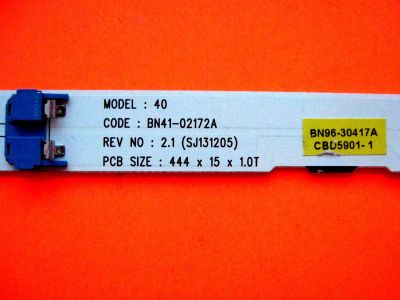 MODEL : 40
CODE : BN41-02172A
REV NO : 2.1 (SJ131205)
PCB SIZE : 444 x 15 x 1.0T
BN96-30417A
CBD5901- 1